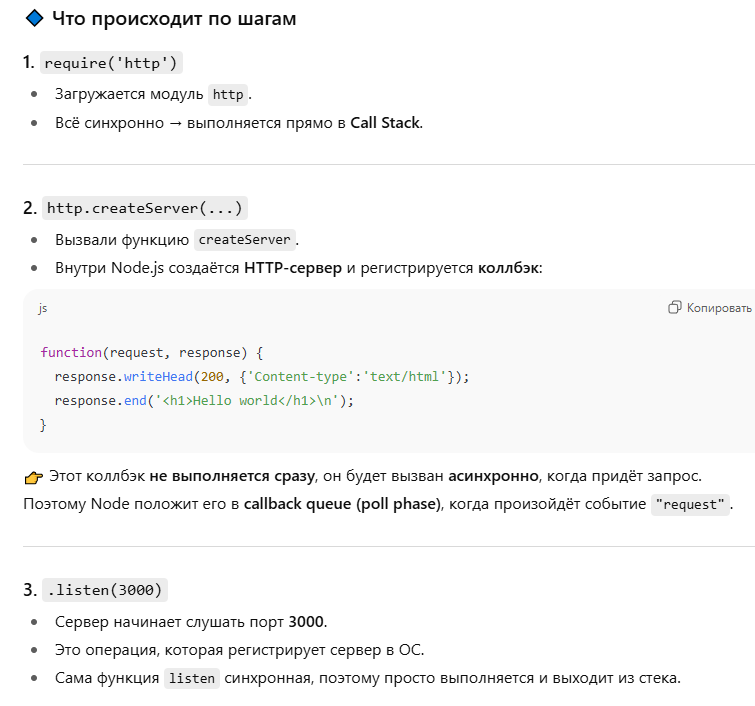 🔷 Что происходит по шагам
1. require('http')
• Загружается модуль http.
• Всё синхронно → выполняется прямо в Call Stack.
2. http.createServer(...)
• Вызвали функцию createServer.
• Внутри Node.js создаётся HTTP-сервер и регистрируется коллбэк:
js Копировать
function(request, response) {
  response.writeHead(200, {'Content-type':'text/html'});
  response.end('<h1>Hello world</h1>\n');
}
👉 Этот коллбэк не выполняется сразу, он будет вызван асинхронно, когда придёт запрос.
Поэтому Node положит его в callback queue (poll phase), когда произойдёт событие "request".
3. .listen(3000)
• Сервер начинает слушать порт 3000.
• Это операция, которая регистрирует сервер в ОС.
• Сама функция listen синхронная, поэтому просто выполняется и выходит из стека.